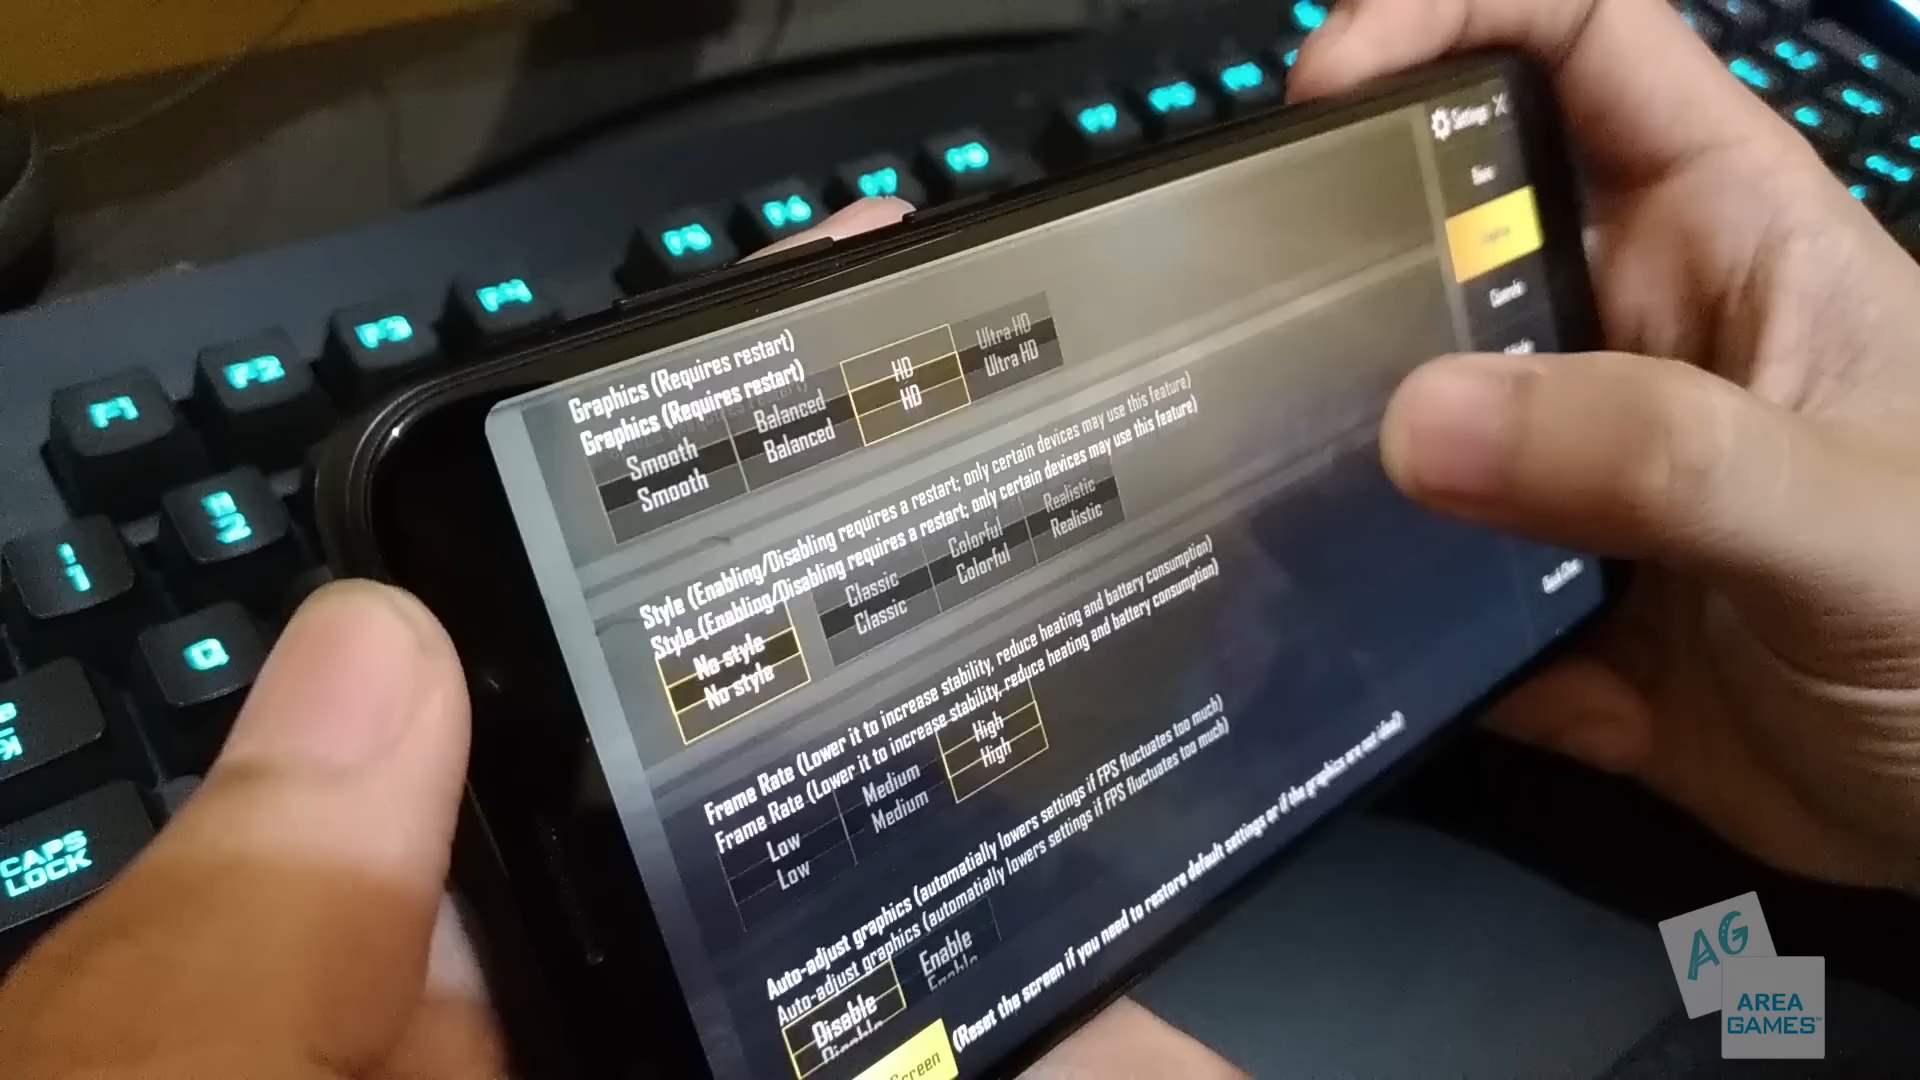 Settings
Graphics (Requires restart)
Graphics (Requires restart)
Smooth Balanced HD Ultra HD
Smooth Balanced HD Ultra HD
Style (Enabling/Disabling requires a restart; only certain devices may use this feature)
Style (Enabling/Disabling requires a restart; only certain devices may use this feature)
No style Classic Colorful Realistic
No style Classic Colorful Realistic
Frame Rate (Lower it to increase stability, reduce heating and battery consumption)
Frame Rate (Lower it to increase stability, reduce heating and battery consumption)
Low Medium High
Low Medium High
Auto-adjust graphics (automatially lowers settings if FPS fluctuates too much)
Auto-adjust graphics (automatially lowers settings if FPS fluctuates too much)
Disable Enable
Disable Enable
Screen (Reset the screen if you need to restore default settings or if the graphics are not ideal)
F1 F2 F3 F4 F5 F6 F7 F8 F9
1 2
Q
CAPS
LOCK
AG
AREA
GAMES